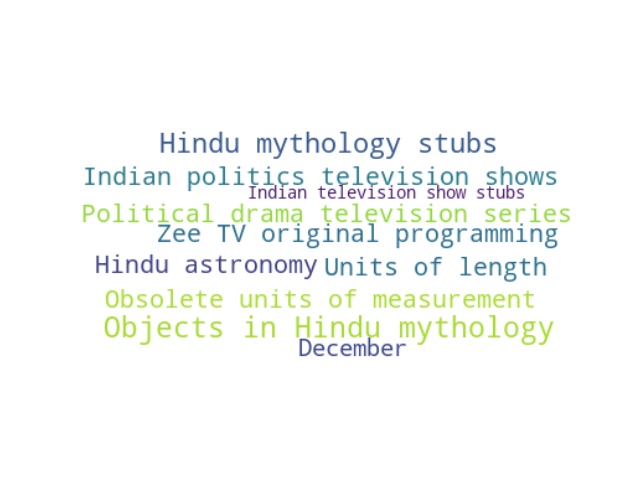 Hindu mythology stubs
Indian politics television shows
Indian television show stubs
Political drama television series
Zee TV original programming
Hindu astronomy
Units of length
Obsolete units of measurement
Objects in Hindu mythology
December